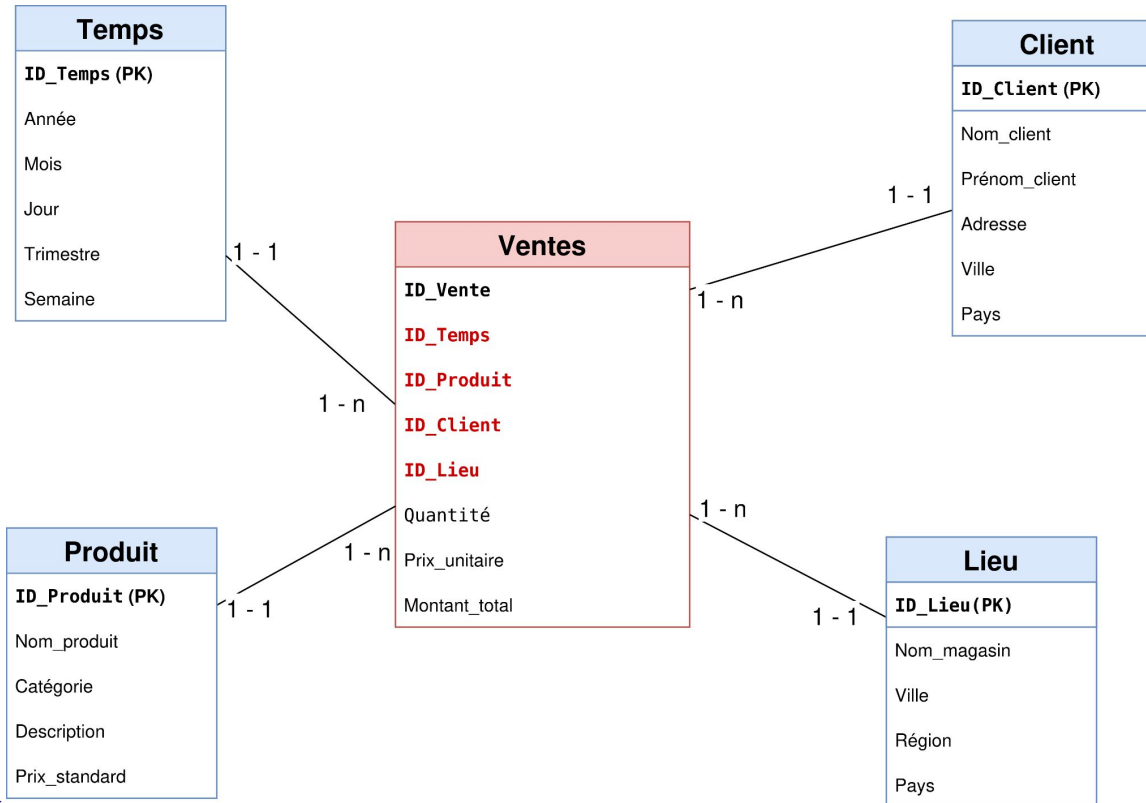 Temps
ID_Temps (PK)
Année
Mois
Jour
Trimestre
Semaine
1 - 1
1 - n
Client
ID_Client (PK)
Nom_client
Prénom_client
Adresse
Ville
Pays
1 - 1
1 - n
Ventes
ID_Vente
ID_Temps
ID_Produit
ID_Client
ID_Lieu
Quantité
Prix_unitaire
Montant_total
Produit
ID_Produit (PK)
Nom_produit
Catégorie
Description
Prix_standard
1 - n
1 - 1
1 - n
1 - 1
Lieu
ID_Lieu(PK)
Nom_magasin
Ville
Région
Pays